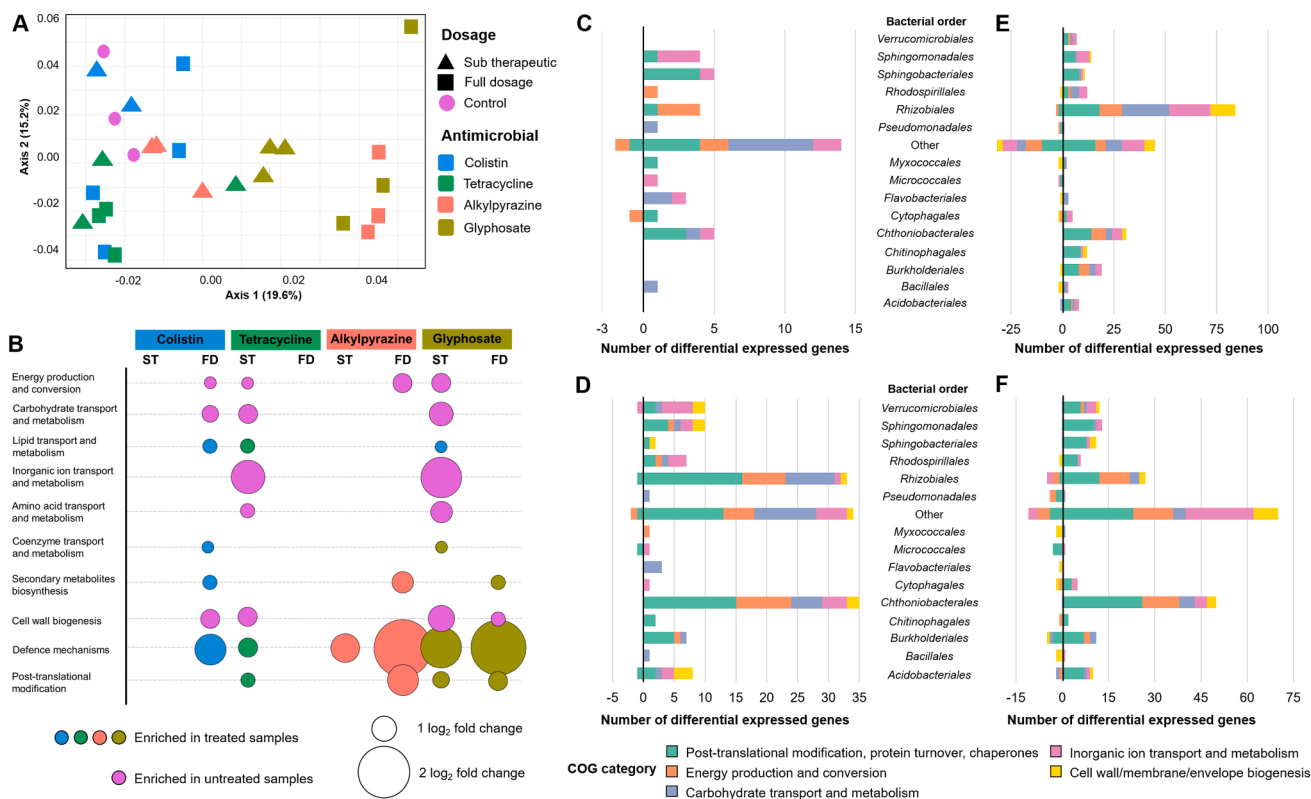 A
0.06
0.04
0.02
0.00
-0.02
-0.04
Axis 2 (15.2%)
-0.02
0.00
0.02
0.04
Axis 1 (19.6%)
Dosage
Sub therapeutic
Full dosage
Control
Antimicrobial
Colistin
Tetracycline
Alkylpyrazine
Glyphosate
B
Colistin
Tetracycline
Alkylpyrazine
Glyphosate
ST
FD
ST
FD
ST
FD
ST
FD
Energy production
and conversion
Carbohydrate transport
and metabolism
Lipid transport and
metabolism
Inorganic ion transport
and metabolism
Amino acid transport
and metabolism
Coenzyme transport
and metabolism
Secondary metabolites
biosynthesis
Cell wall biogenesis
Defence mechanisms
Post-translational
modification
Enriched in treated samples
Enriched in untreated samples
1 log2 fold change
2 log2 fold change
C
-3
0
5
10
15
Number of differential expressed genes
Bacterial order
Verrucomicrobiales
Sphingomonadales
Sphingobacteriales
Rhodospirillales
Rhizobiales
Pseudomonadales
Other
Myxococcales
Micrococcales
Flavobacteriales
Cytophagales
Chthoniobacterales
Chitinophagales
Burkholderiales
Bacillales
Acidobacteriales
E
-25
0
25
50
75
100
Number of differential expressed genes
D
-5
0
5
10
15
20
25
30
35
Number of differential expressed genes
Bacterial order
Verrucomicrobiales
Sphingomonadales
Sphingobacteriales
Rhodospirillales
Rhizobiales
Pseudomonadales
Other
Myxococcales
Micrococcales
Flavobacteriales
Cytophagales
Chthoniobacterales
Chitinophagales
Burkholderiales
Bacillales
Acidobacteriales
F
-15
0
15
30
45
60
75
Number of differential expressed genes
COG category
Post-translational modification, protein turnover, chaperones
Energy production and conversion
Carbohydrate transport and metabolism
Inorganic ion transport and metabolism
Cell wall/membrane/envelope biogenesis